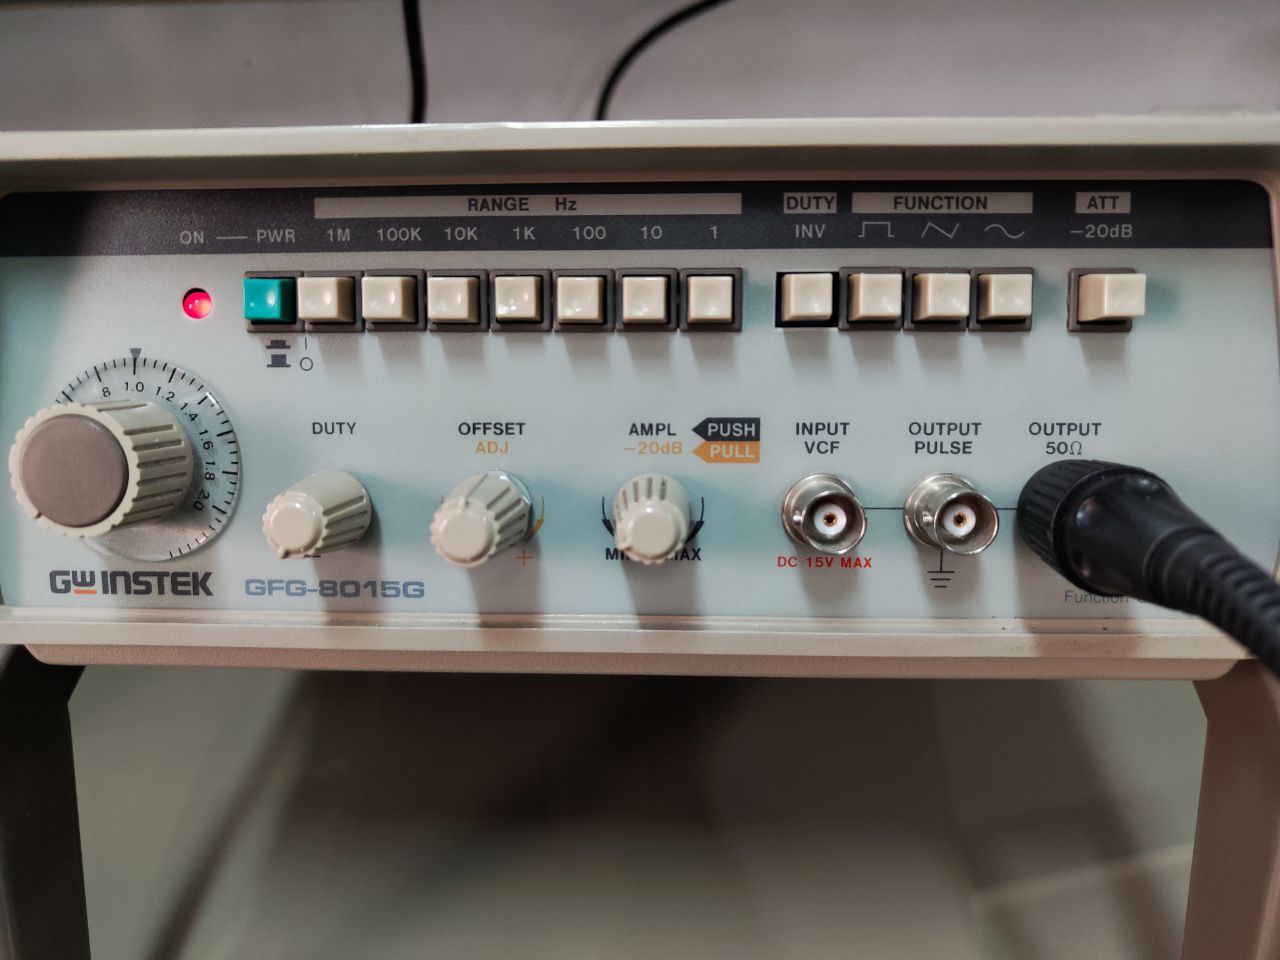 RANGE Hz
DUTY
FUNCTION
ATT
ON — PWR
1M
100K
10K
1K
100
10
1
INV
-20dB
I
O
.8 1.0 1.2 1.4 1.6 1.8 2.0
DUTY
OFFSET
ADJ
AMPL
-20dB
PUSH
PULL
INPUT
VCF
OUTPUT
PULSE
OUTPUT
50Ω
+
DC 15V MAX
GWINSTEK
GFG-8015G
Function